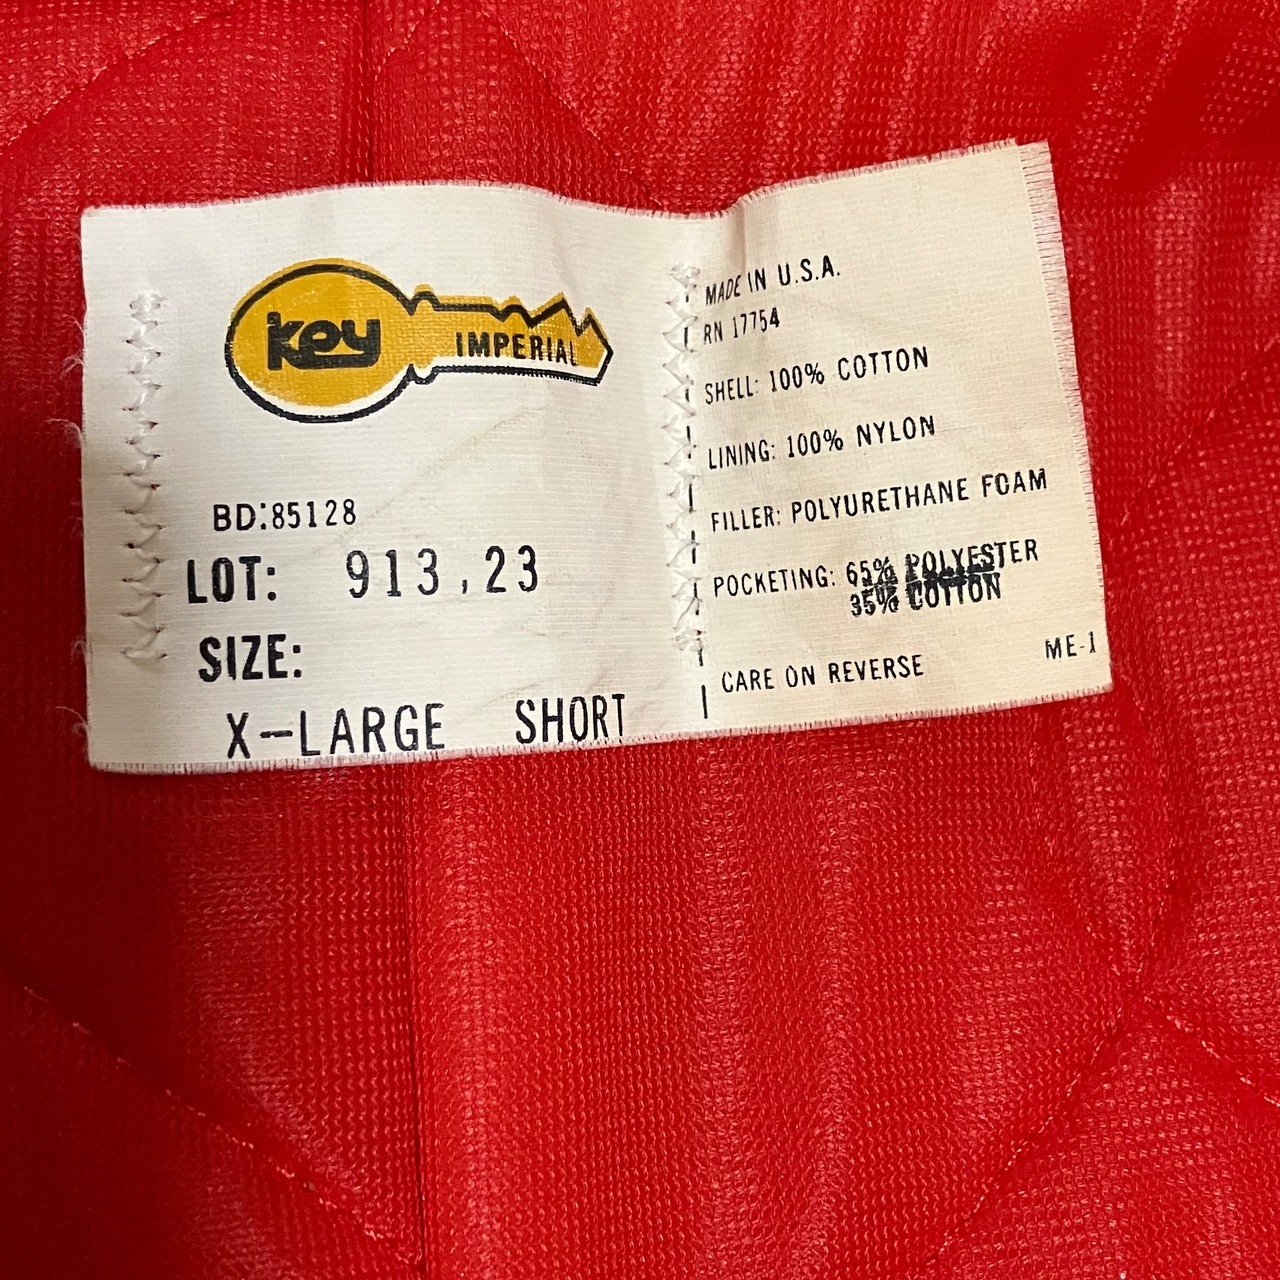 key IMPERIAL
BD:85128
LOT: 913,23
SIZE:
X-LARGE SHORT
MADE IN U.S.A.
RN 17754
SHELL: 100% COTTON
LINING: 100% NYLON
FILLER: POLYURETHANE FOAM
POCKETING: 65% POLYESTER
35% COTTON
CARE ON REVERSE
ME-1